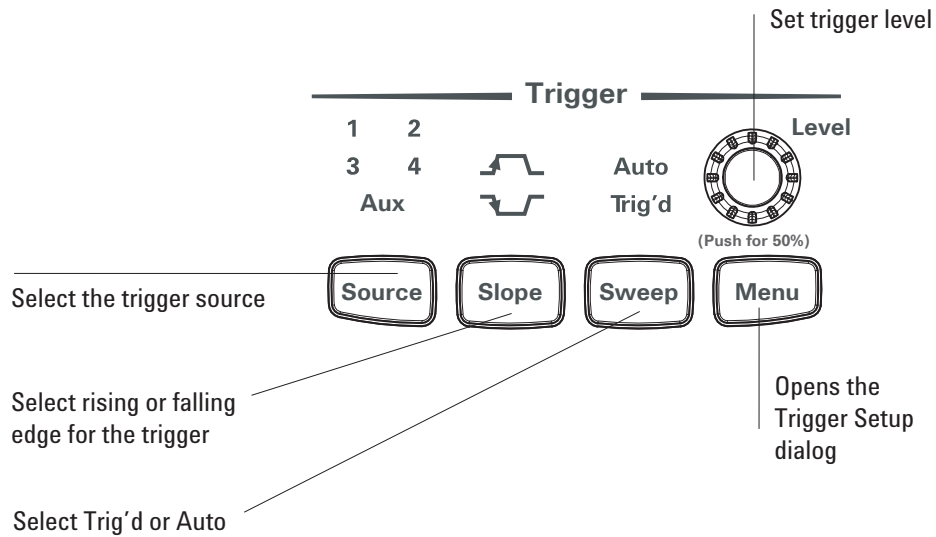 Set trigger level
Trigger
1 2
Level
3 4
Auto
Aux
Trig'd
(Push for 50%)
Source Slope Sweep Menu
Select the trigger source
Select rising or falling
edge for the trigger
Opens the
Trigger Setup
dialog
Select Trig'd or Auto